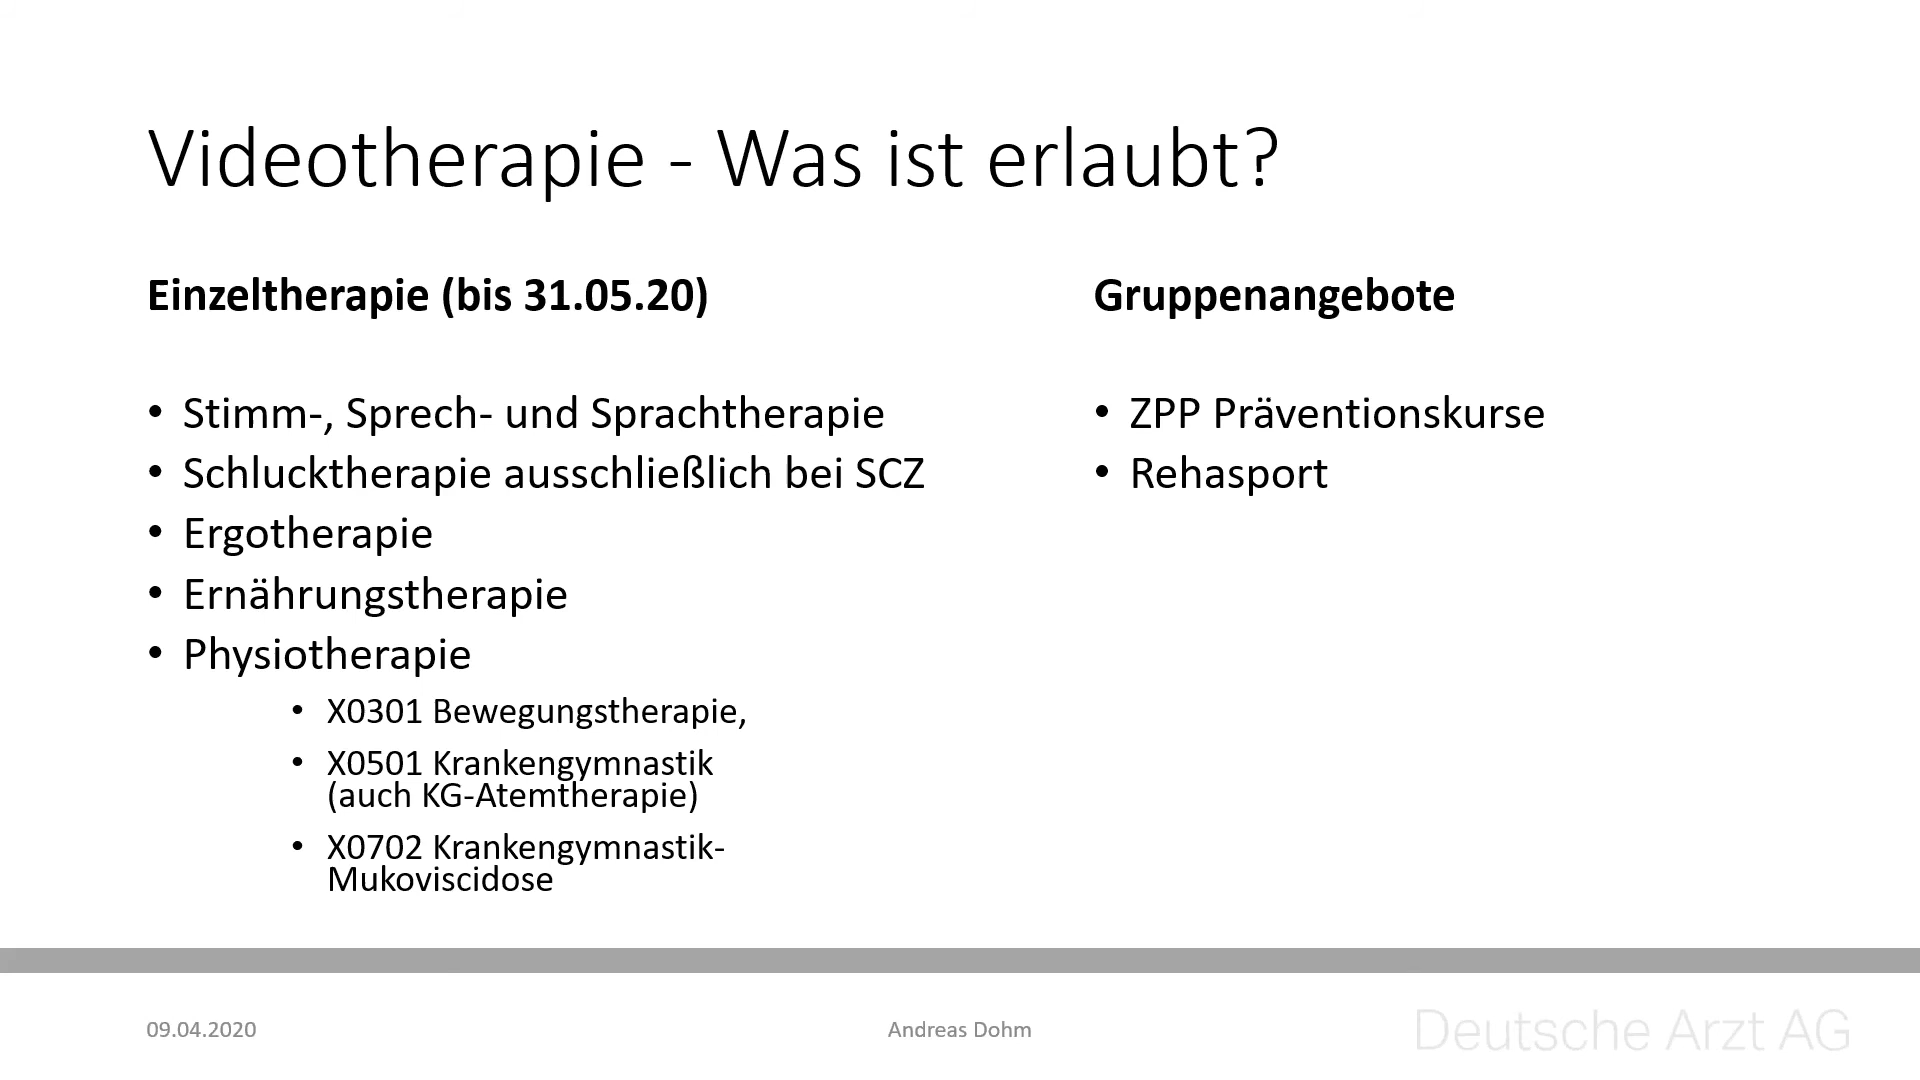 Videotherapie - Was ist erlaubt?
Einzeltherapie (bis 31.05.20)
• Stimm-, Sprech- und Sprachtherapie
• Schlucktherapie ausschließlich bei SCZ
• Ergotherapie
• Ernährungstherapie
• Physiotherapie
• X0301 Bewegungstherapie,
• X0501 Krankengymnastik
(auch KG-Atemtherapie)
• X0702 Krankengymnastik-
Mukoviscidose
Gruppenangebote
• ZPP Präventionskurse
• Rehasport
09.04.2020
Andreas Dohm
Deutsche Arzt AG